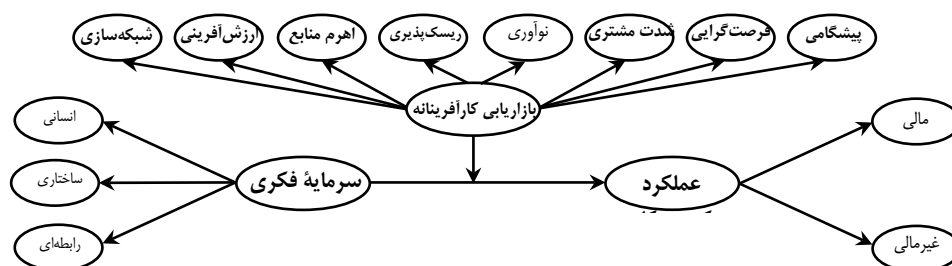 پیشگامی
فرصت‌گرایی
شدت مشتری
نوآوری
ریسک‌پذیری
اهرم منابع
ارزش‌آفرینی
شبکه‌سازی
بازاریابی کارآفرینانه
مالی
انسانی
عملکرد
سرمایهٔ فکری
ساختاری
غیرمالی
رابطه‌ای